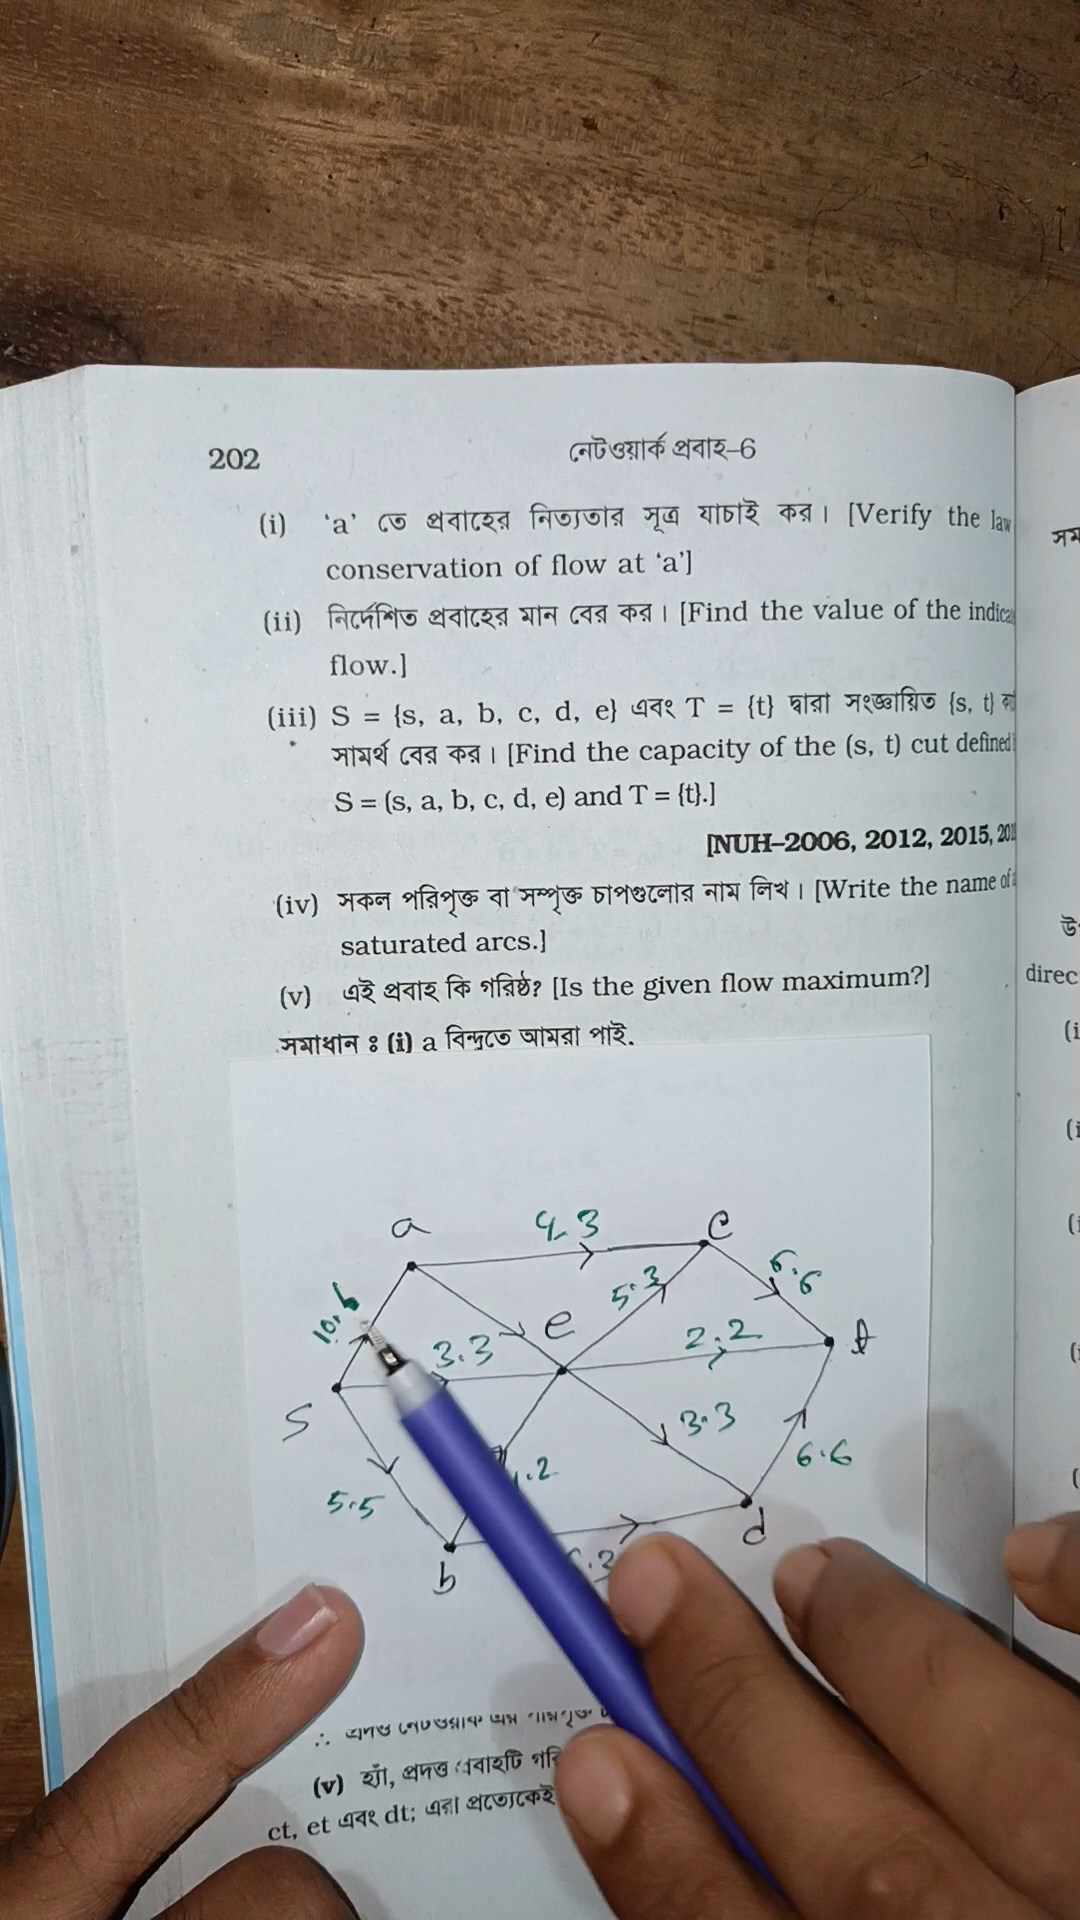 202
নেটওয়ার্ক প্রবাহ–6
(i) ‘a’ তে প্রবাহের নিত্যতার সূত্র যাচাই কর। [Verify the law
conservation of flow at ‘a’]
(ii) নির্দেশিত প্রবাহের মান বের কর। [Find the value of the
flow.]
(iii) S = {s, a, b, c, d, e} এবং T = {t} দ্বারা সংজ্ঞায়িত {s, t}
সামর্থ বের কর। [Find the capacity of the (s, t) cut defined
S = (s, a, b, c, d, e) and T = {t}.]
[NUH–2006, 2012, 2015,
(iv) সকল পরিপৃক্ত বা সম্পৃক্ত চাপগুলোর নাম লিখ। [Write the name of
saturated arcs.]
(v) এই প্রবাহ কি গরিষ্ঠ? [Is the given flow maximum?]
সমাধান ঃ (i) a বিন্দুতে আমরা পাই.
direc
a
3
c
10.
5.3
6.6
e
3.3
2.2
t
S
3.3
5.5
.2
6.6
b
d
∴ প্রদত্ত নেটওয়ার্ক
(v) হ্যাঁ, প্রদত্ত
ct, et এবং dt; এরা প্রত্যেকেই